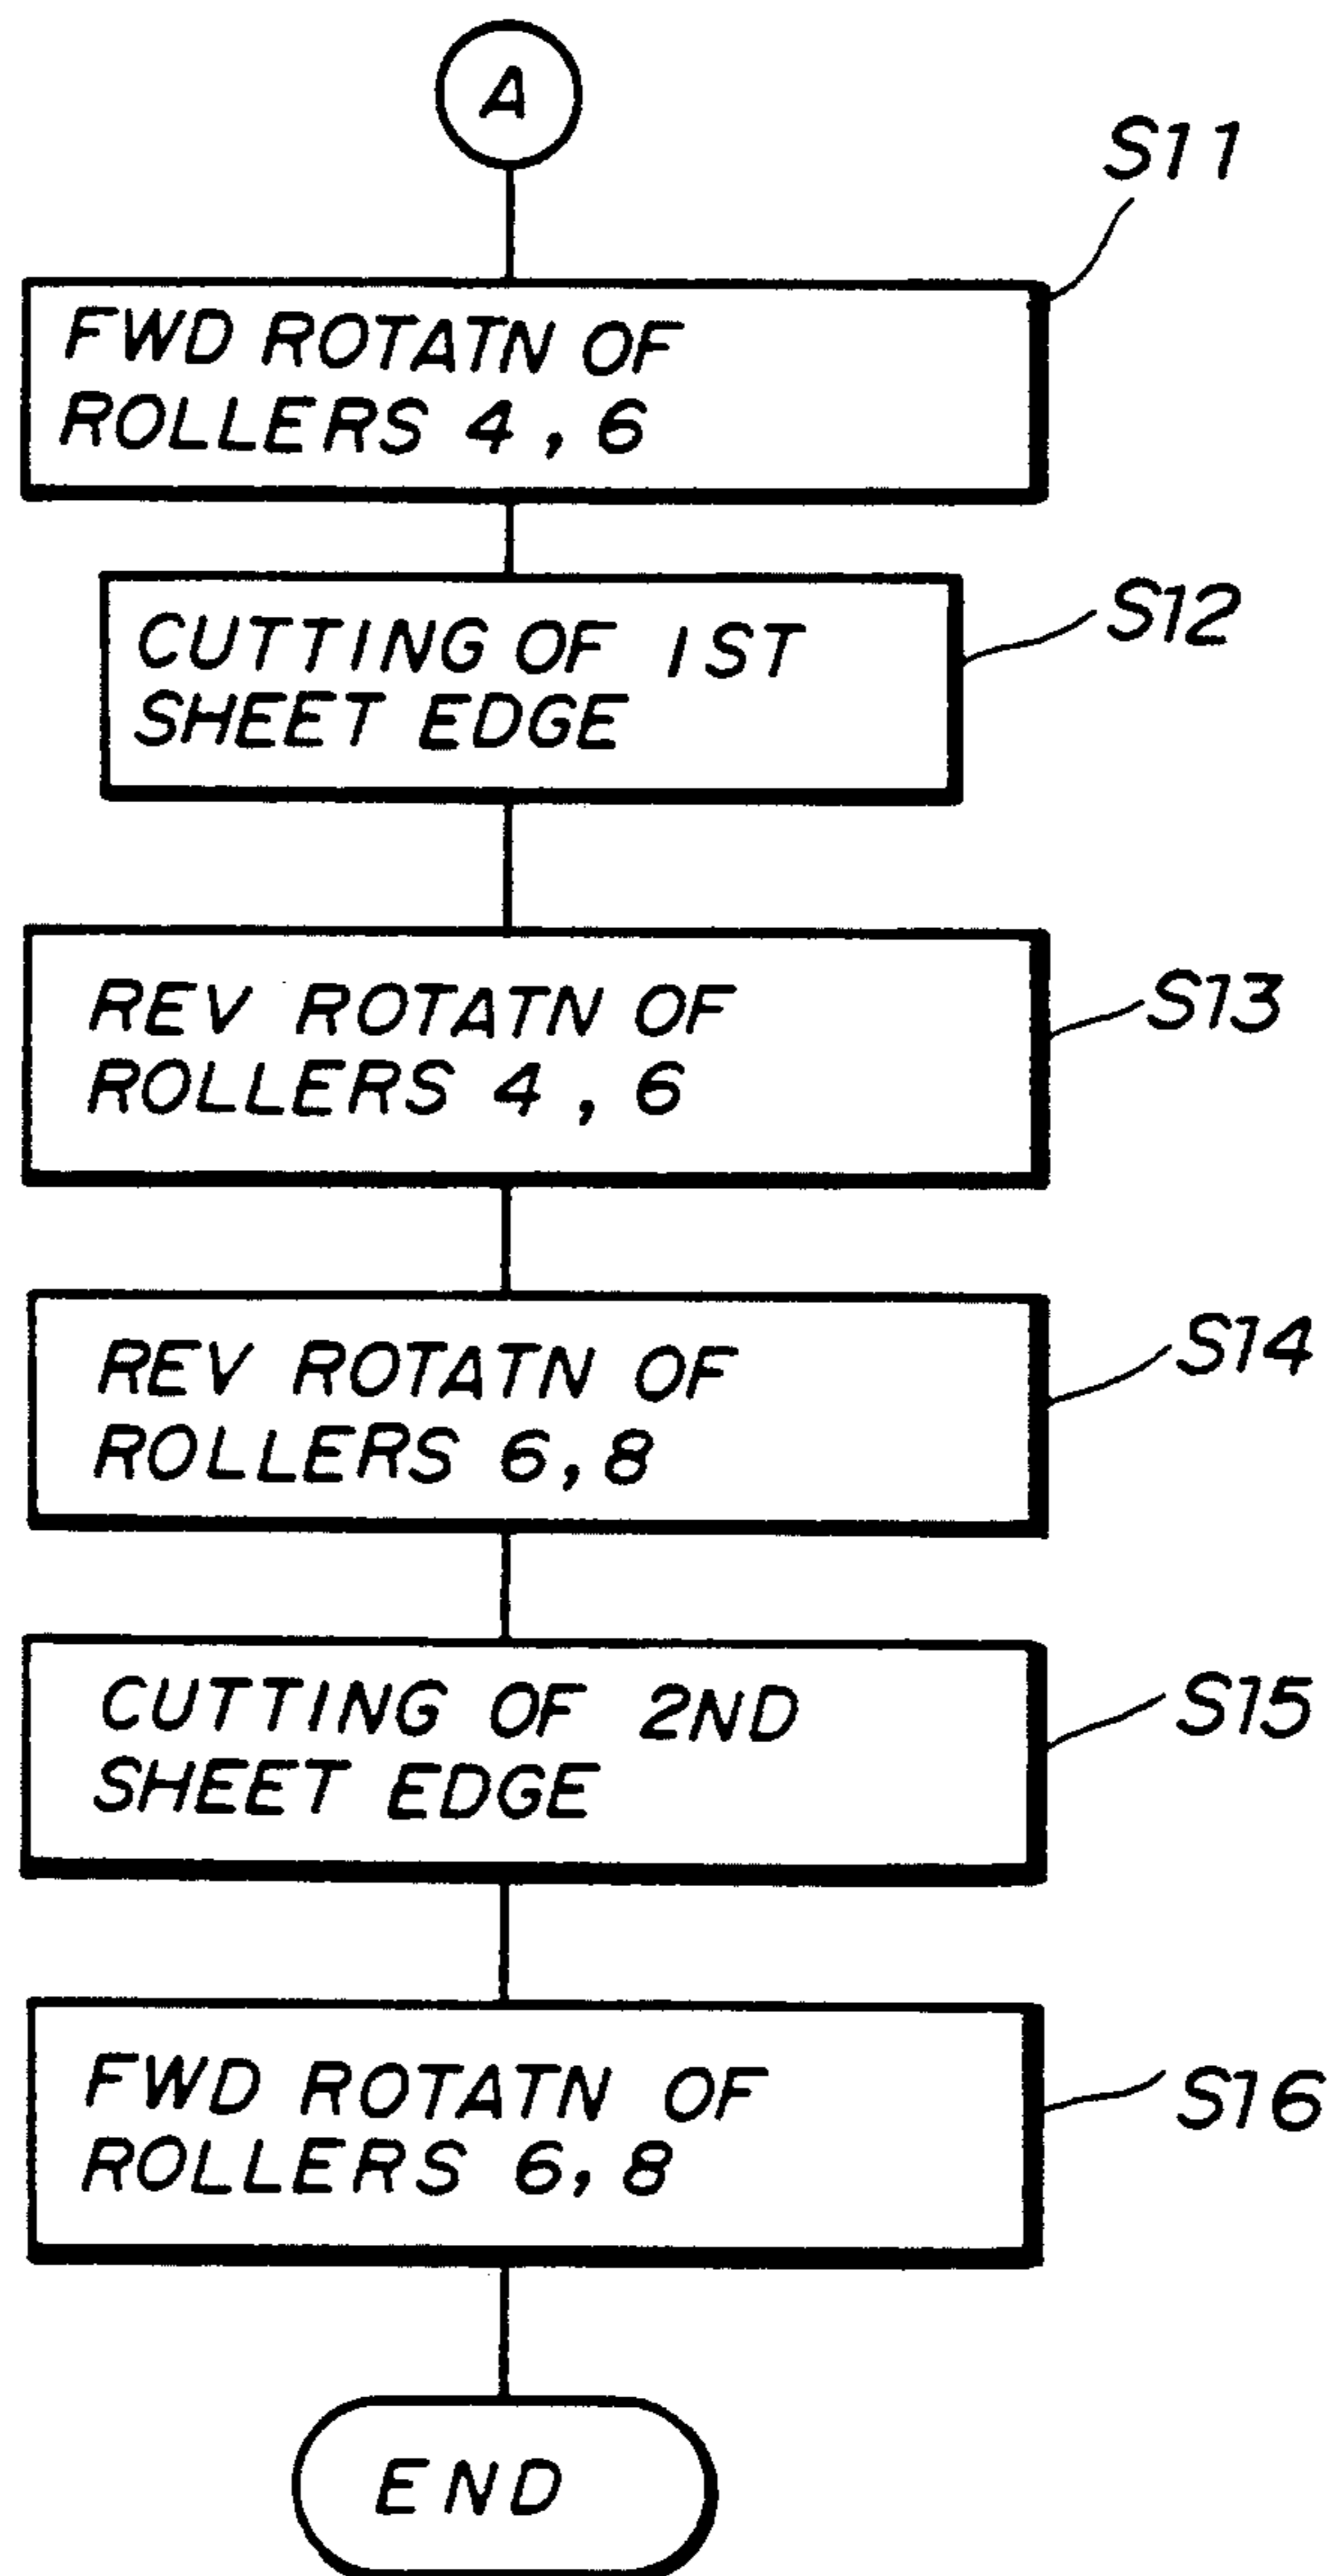 A
S11
FWD ROTATN OF
ROLLERS 4, 6
S12
CUTTING OF 1ST
SHEET EDGE
S13
REV ROTATN OF
ROLLERS 4, 6
S14
REV ROTATN OF
ROLLERS 6,8
S15
CUTTING OF 2ND
SHEET EDGE
S16
FWD ROTATN OF
ROLLERS 6,8
END